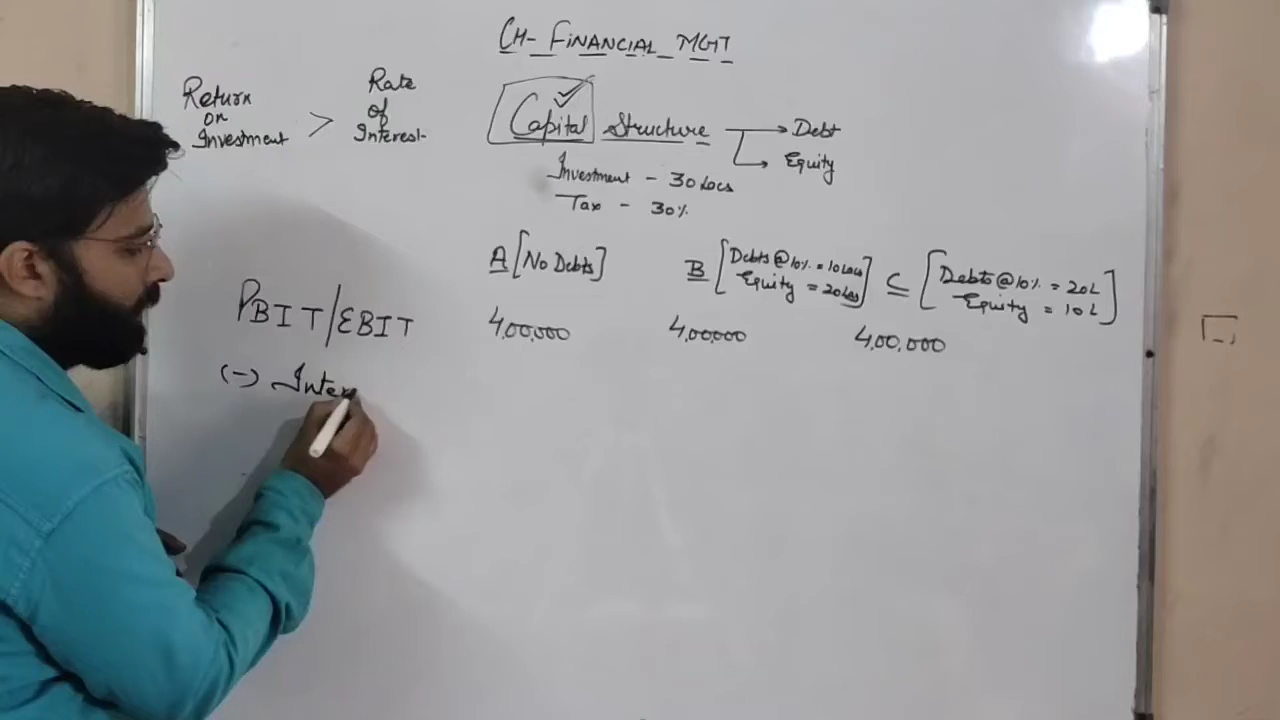 CH- FINANCIAL MGT
Return
on
Investment
>
Rate
of
Interest
Capital Structure
Debt
Equity
Investment - 30 Lacs
Tax - 30%
A [No Debts]
B [Debts @ 10% = 10 Lacs
Equity = 20 Lacs]
C [Debts @ 10% = 20L
Equity = 10L]
PBIT/EBIT 4,00,000 4,00,000 4,00,000
(-) Inter